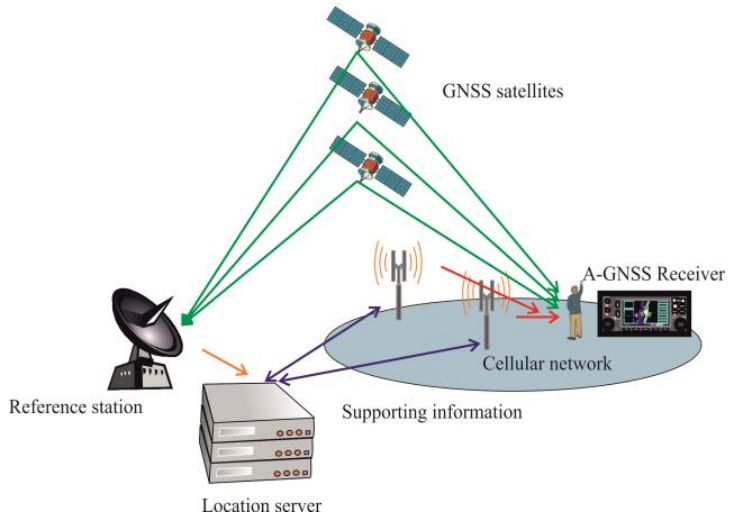 GNSS satellites
A-GNSS Receiver
Cellular network
Reference station
Supporting information
Location server